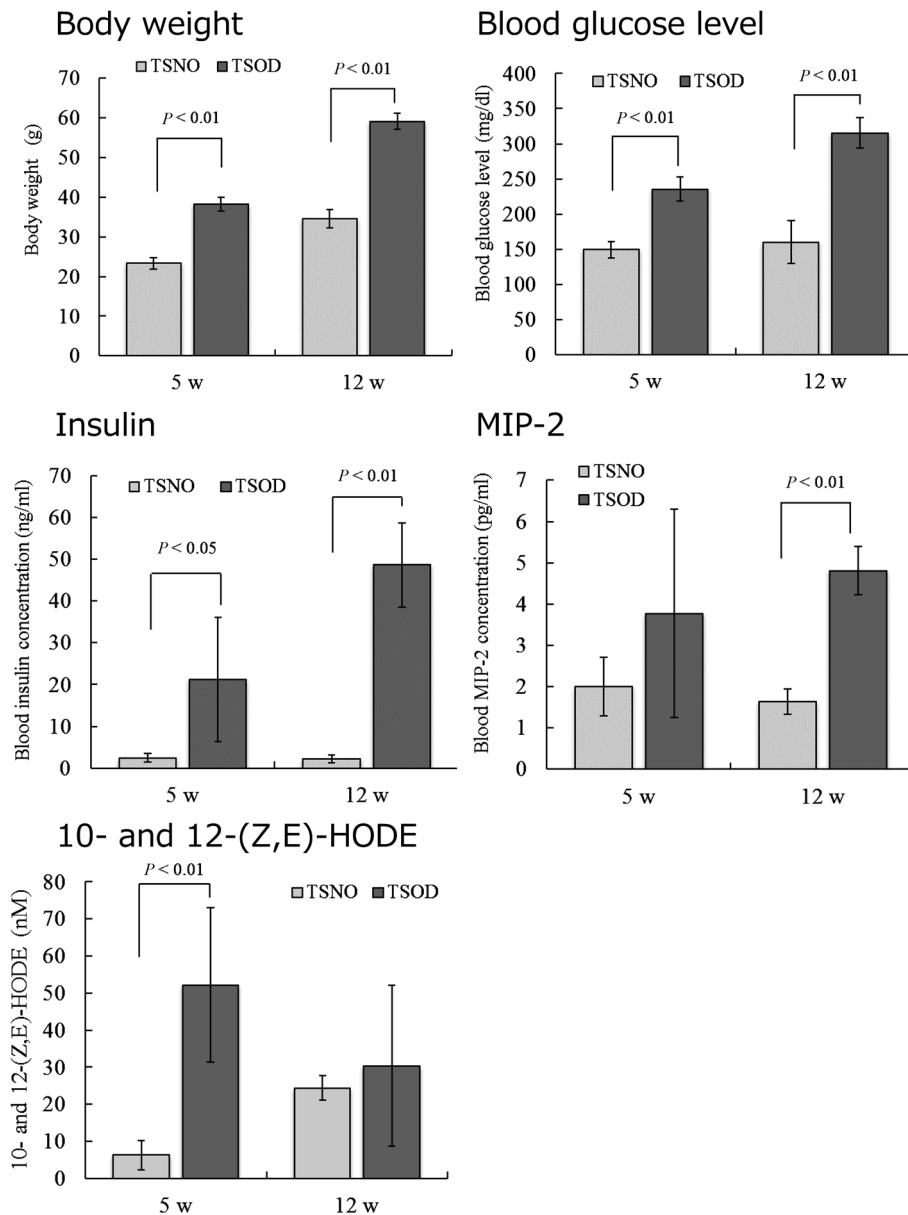 Body weight
TSNO TSOD
P < 0.01
P < 0.01
Body weight (g)
70
60
50
40
30
20
10
0
5 w 12 w
Blood glucose level
TSNO TSOD
P < 0.01
P < 0.01
Blood glucose level (mg/dl)
400
350
300
250
200
150
100
50
0
5 w 12 w
Insulin
TSNO TSOD
P < 0.01
P < 0.05
Blood insulin concentration (ng/ml)
70
60
50
40
30
20
10
0
5 w 12 w
MIP-2
TSNO
TSOD
P < 0.01
Blood MIP-2 concentration (pg/ml)
7
6
5
4
3
2
1
0
5 w 12 w
10- and 12-(Z,E)-HODE
P < 0.01
TSNO TSOD
10- and 12-(Z,E)-HODE (nM)
80
70
60
50
40
30
20
10
0
5 w 12 w